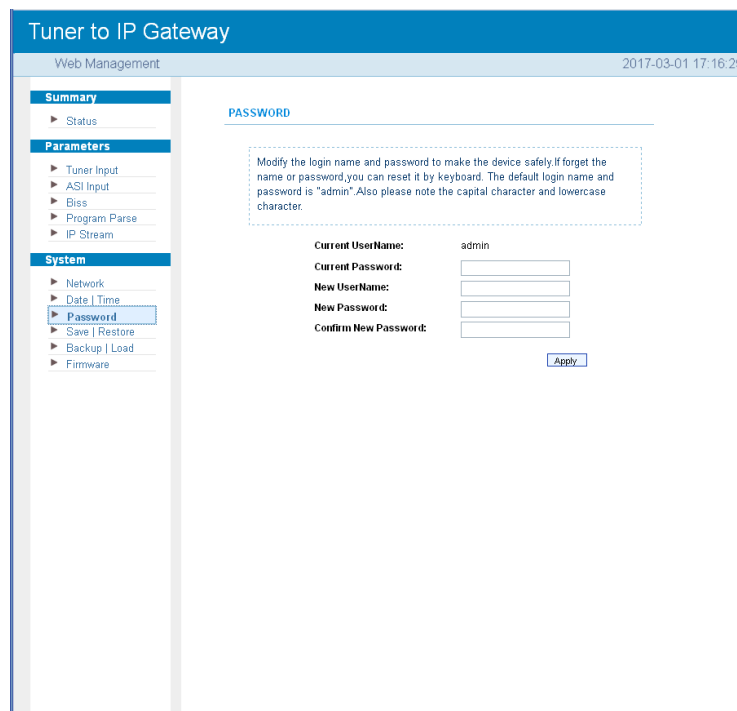 Tuner to IP Gateway
Web Management
2017-03-01 17:16:29
Summary
Status
Parameters
Tuner Input
ASI Input
Biss
Program Parse
IP Stream
System
Network
Date | Time
Password
Save | Restore
Backup | Load
Firmware
PASSWORD
Modify the login name and password to make the device safely.If forget the
name or password,you can reset it by keyboard. The default login name and
password is "admin".Also please note the capital character and lowercase
character.
Current UserName: admin
Current Password:
New UserName:
New Password:
Confirm New Password:
Apply